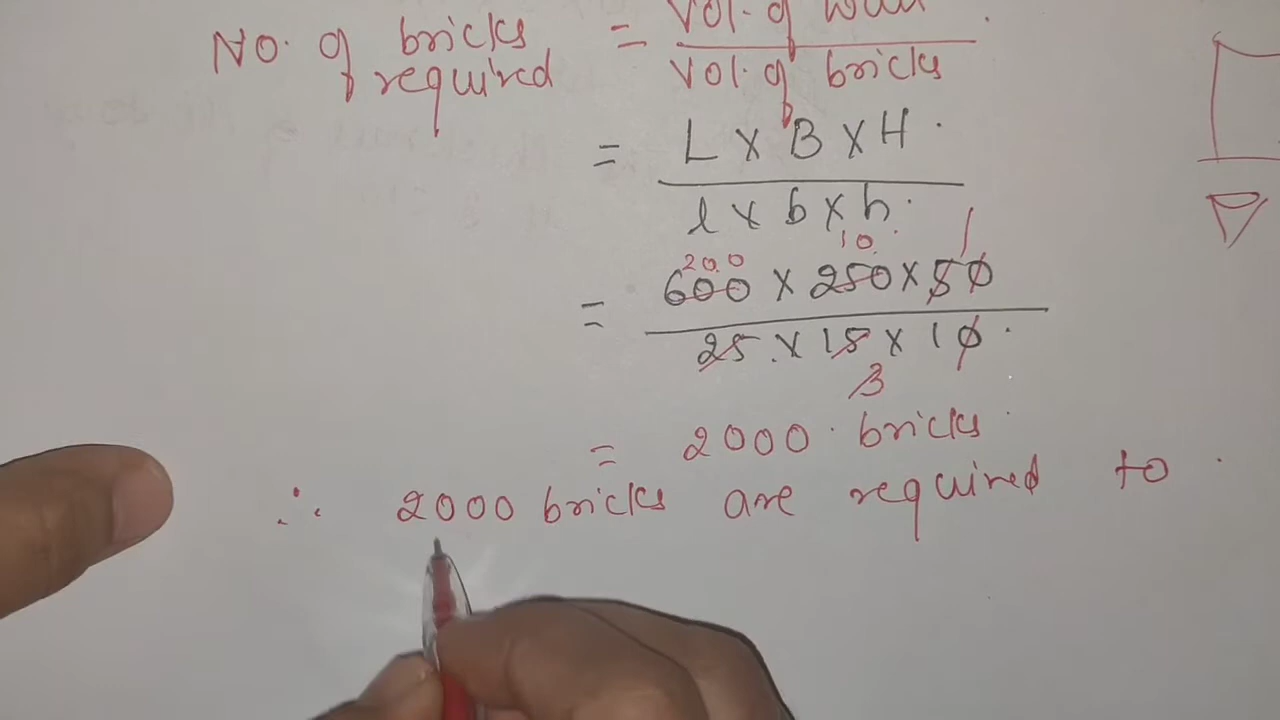 No. of bricks required = Vol. of wall
Vol. of bricks
= L x B x H
l x b x h
200 10 1
= 600 x 250 x 50
25 x 15 x 10
3
= 2000 bricks
∴ 2000 bricks are required to